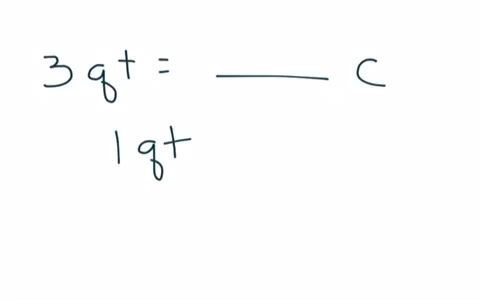 3 qt = ____ C
1 qt